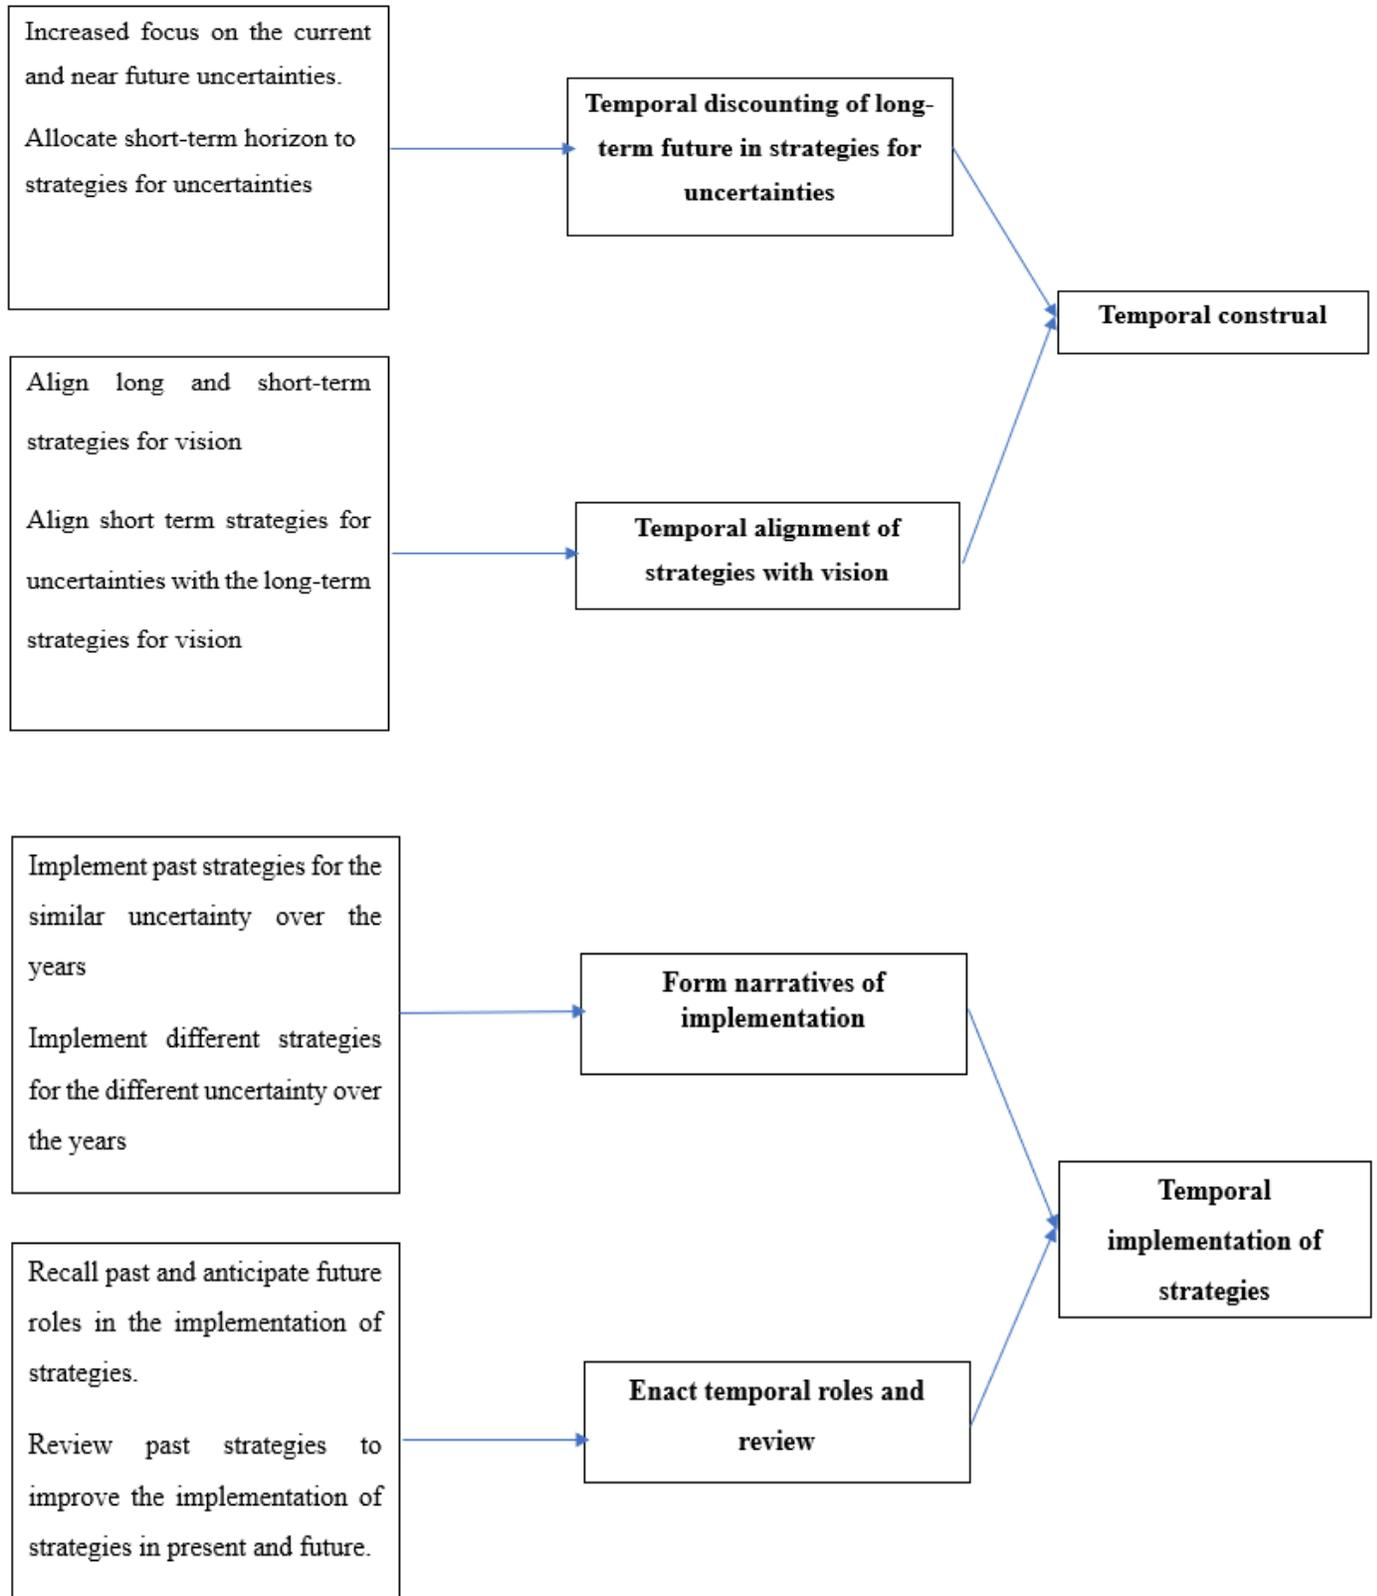 Increased focus on the current
and near future uncertainties.
Allocate short-term horizon to
strategies for uncertainties
Temporal discounting of long-
term future in strategies for
uncertainties
Temporal construal
Align long and short-term
strategies for vision
Align short term strategies for
uncertainties with the long-term
strategies for vision
Temporal alignment of
strategies with vision
Implement past strategies for the
similar uncertainty over the
years
Implement different strategies
for the different uncertainty over
the years
Form narratives of
implementation
Temporal
implementation of
strategies
Recall past and anticipate future
roles in the implementation of
strategies.
Review past strategies to
improve the implementation of
strategies in present and future.
Enact temporal roles and
review